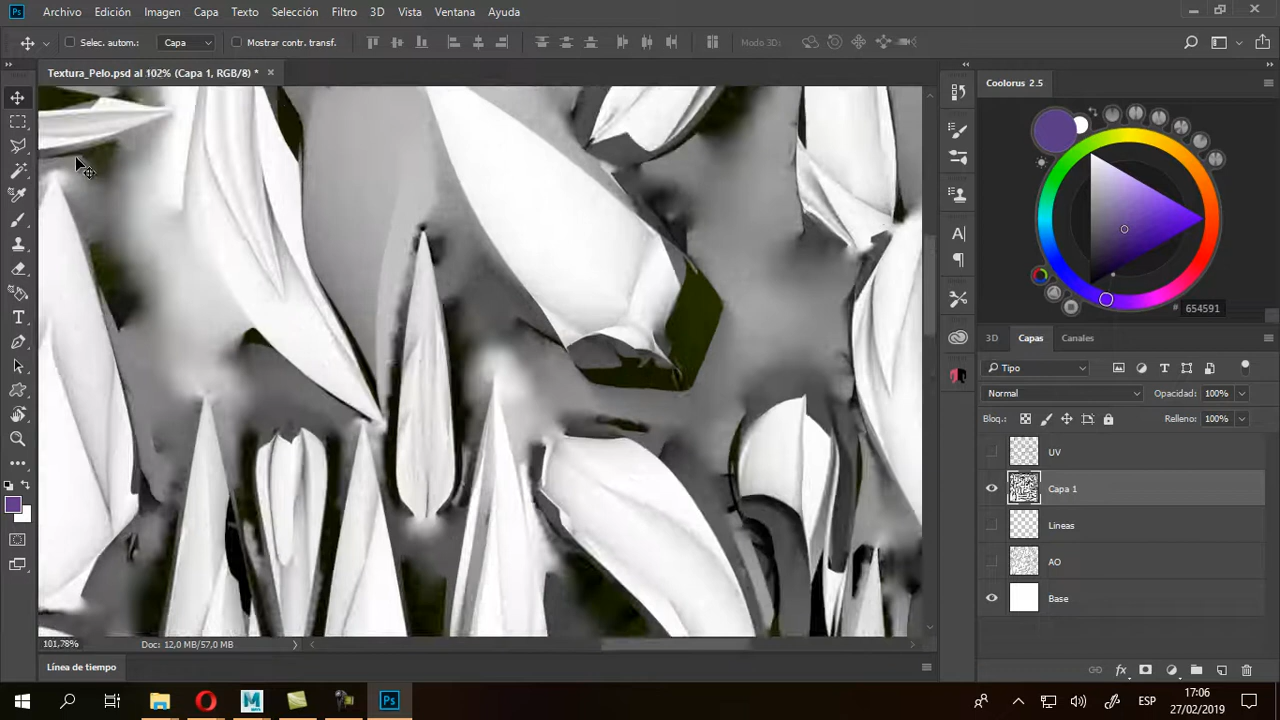 Ps Archivo Edición Imagen Capa Texto Selección Filtro 3D Vista Ventana Ayuda
Selec. autom.: Capa Mostrar contr. transf. Modo 3D:
Textura_Pelo.psd al 102% (Capa 1, RGB/8) *
Coolorus 2.5
# 654591
3D Capas Canales
Tipo
Normal Opacidad: 100%
Bloq.: Relleno: 100%
UV
Capa 1
Lineas
AO
Base
101,78% Doc: 12,0 MB/57,0 MB
Línea de tiempo
Ps ESP 17:06
27/02/2019